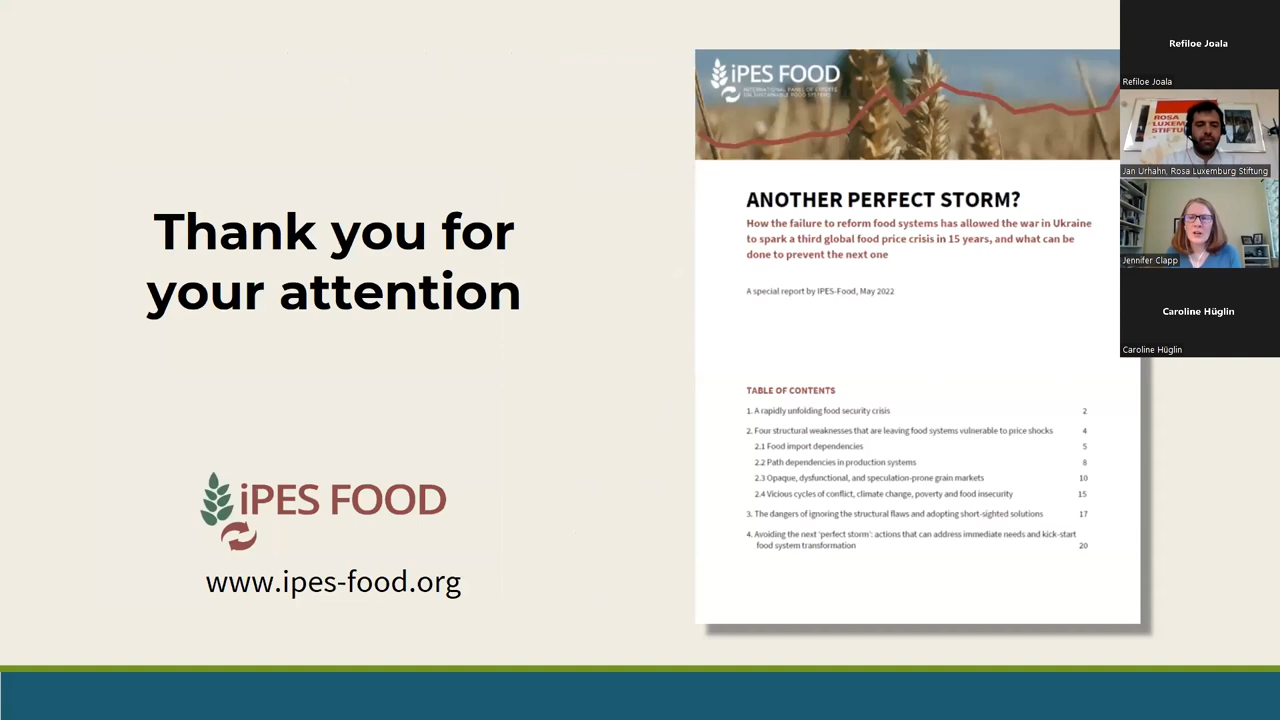 Thank you for
your attention
iPES FOOD
www.ipes-food.org
iPES FOOD
INTERNATIONAL PANEL OF EXPERTS
ON SUSTAINABLE FOOD SYSTEMS
ANOTHER PERFECT STORM?
How the failure to reform food systems has allowed the war in Ukraine
to spark a third global food price crisis in 15 years, and what can be
done to prevent the next one
A special report by IPES-Food, May 2022
TABLE OF CONTENTS
1. A rapidly unfolding food security crisis 2
2. Four structural weaknesses that are leaving food systems vulnerable to price shocks 4
2.1 Food import dependencies 5
2.2 Path dependencies in production systems 8
2.3 Opaque, dysfunctional, and speculation-prone grain markets 10
2.4 Vicious cycles of conflict, climate change, poverty and food insecurity 15
3. The dangers of ignoring the structural flaws and adopting short-sighted solutions 17
4. Avoiding the next 'perfect storm': actions that can address immediate needs and kick-start
food system transformation 20
Refiloe Joala
Refiloe Joala
ROSA
LUXEM
STIFTU
Jan Urhahn, Rosa Luxemburg Stiftung
Jennifer Clapp
Caroline Hüglin
Caroline Hüglin